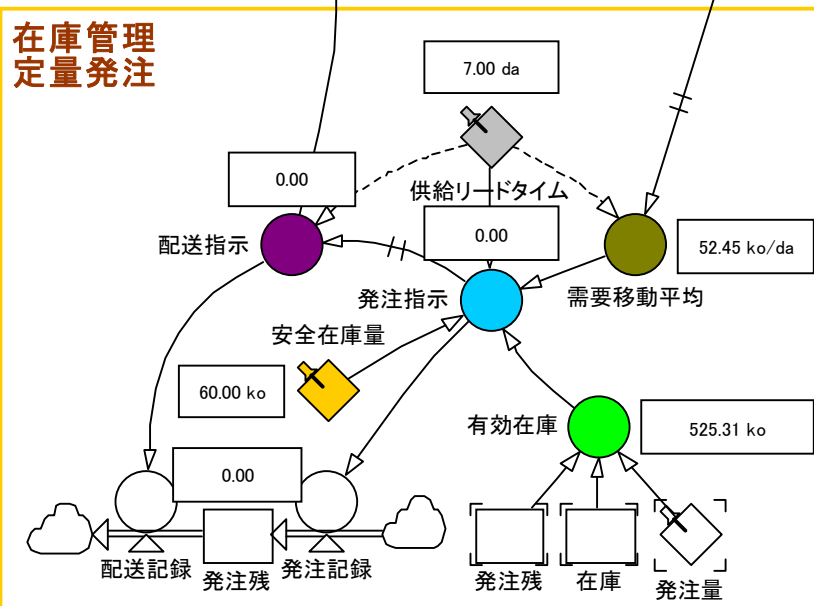 在庫管理
定量発注
7.00 da
0.00
供給リードタイム
配送指示
0.00
52.45 ko/da
発注指示
需要移動平均
安全在庫量
60.00 ko
有効在庫
525.31 ko
0.00
配送記録
発注残
発注記録
発注残
在庫
発注量